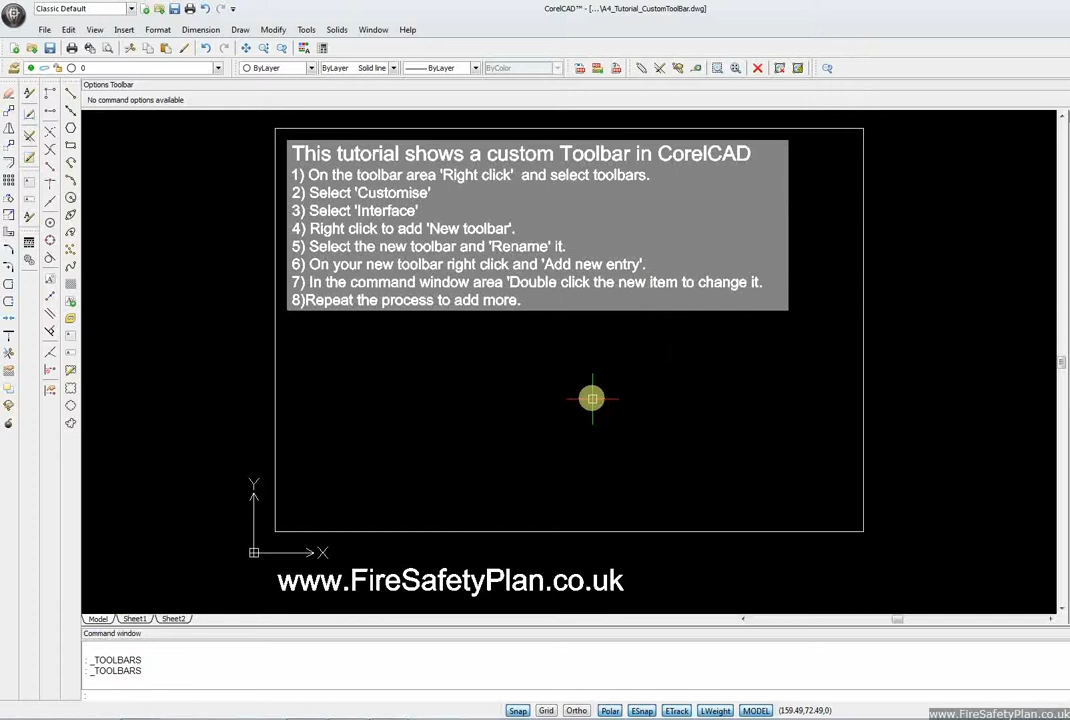 Classic Default
CorelCAD™ - [...\A4_Tutorial_CustomToolBar.dwg]
File Edit View Insert Format Dimension Draw Modify Tools Solids Window Help
0 ByLayer ByLayer Solid line ByLayer ByColor
Options Toolbar
No command options available
This tutorial shows a custom Toolbar in CorelCAD
1) On the toolbar area 'Right click' and select toolbars.
2) Select 'Customise'
3) Select 'Interface'
4) Right click to add 'New toolbar'.
5) Select the new toolbar and 'Rename' it.
6) On your new toolbar right click and 'Add new entry'.
7) In the command window area 'Double click the new item to change it.
8)Repeat the process to add more.
Y
X
www.FireSafetyPlan.co.uk
Model Sheet1 Sheet2
Command window
: _TOOLBARS
: _TOOLBARS
:
Snap Grid Ortho Polar ESnap ETrack LWeight MODEL (159.49,72.49,0)
www.FireSafetyPlan.co.uk